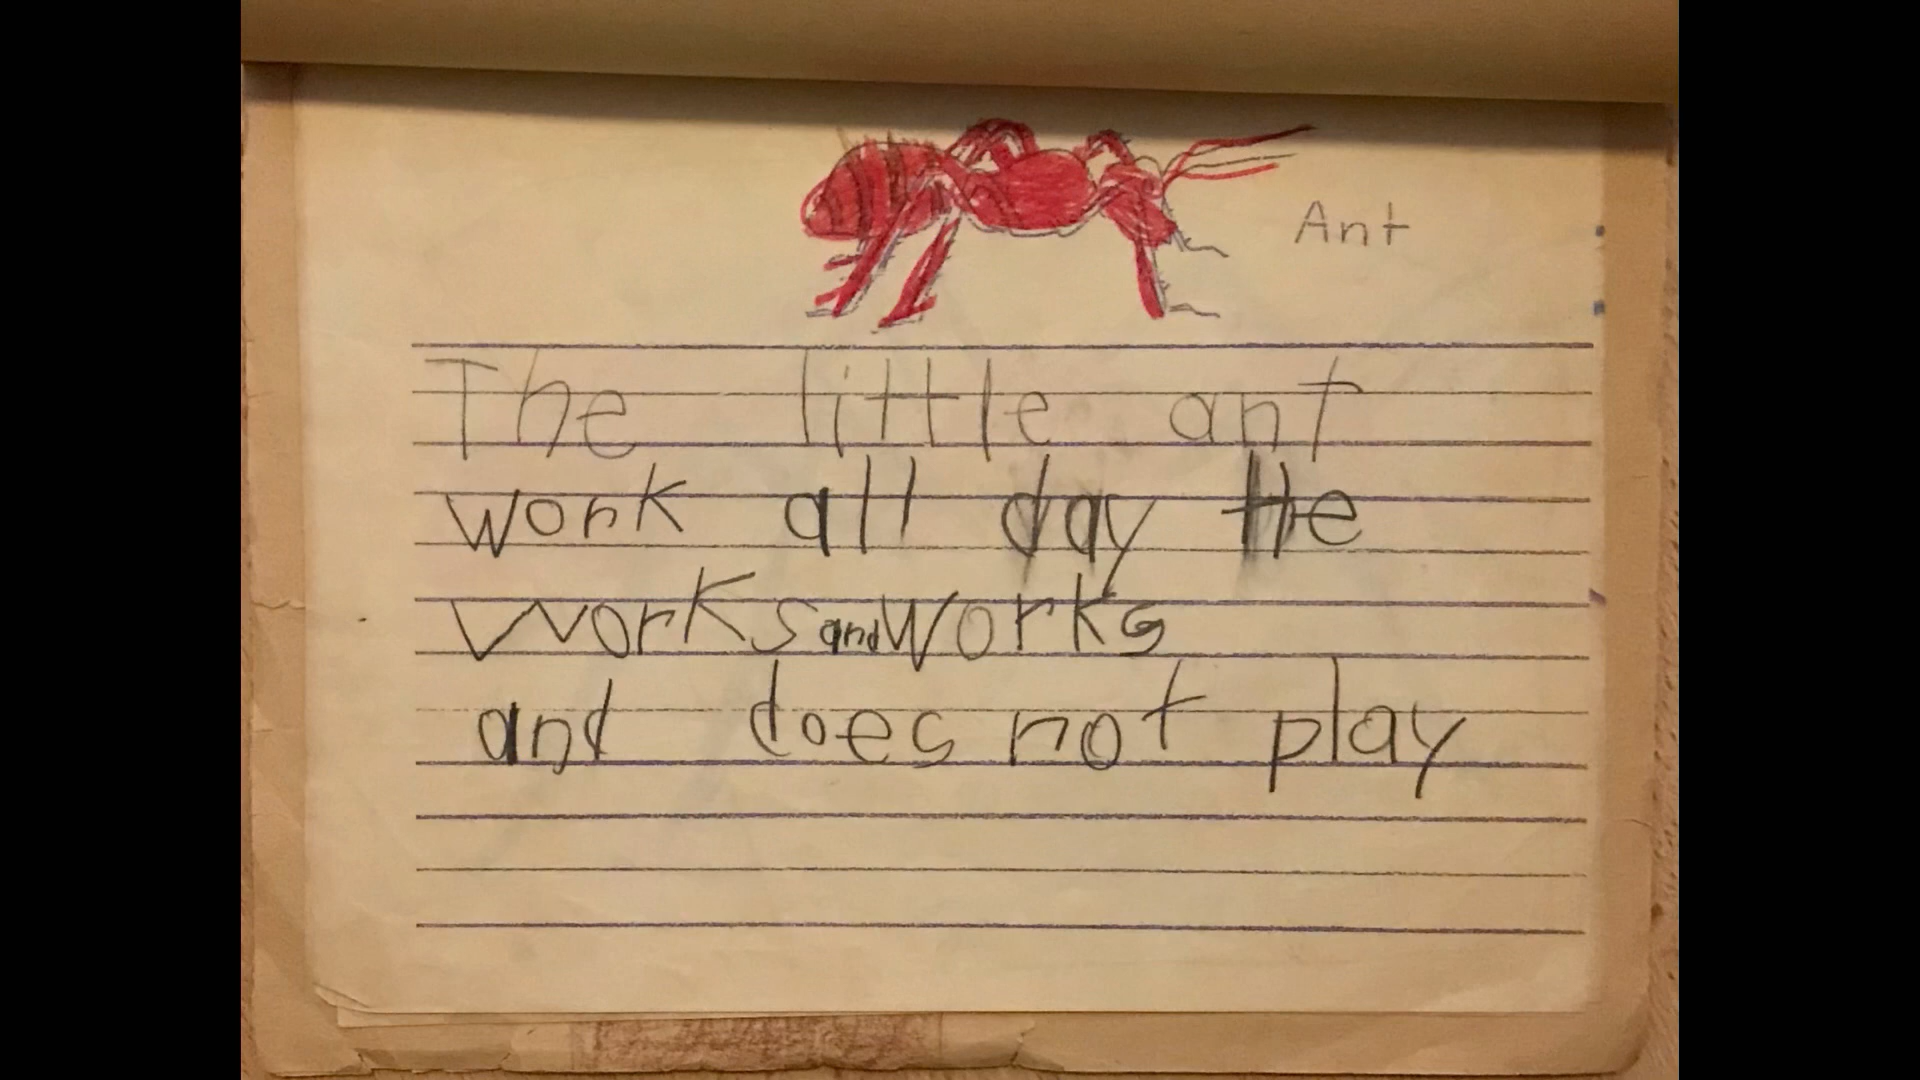 Ant
The little ant
work all day He
works and works
and does not play